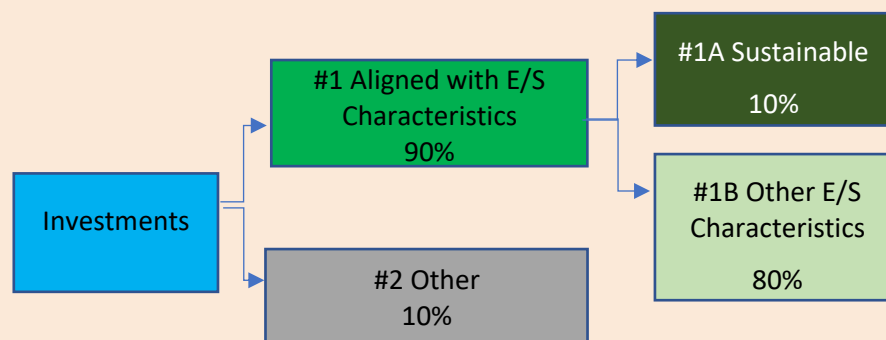 Investments
#1 Aligned with E/S
Characteristics
90%
#2 Other
10%
#1A Sustainable
10%
#1B Other E/S
Characteristics
80%